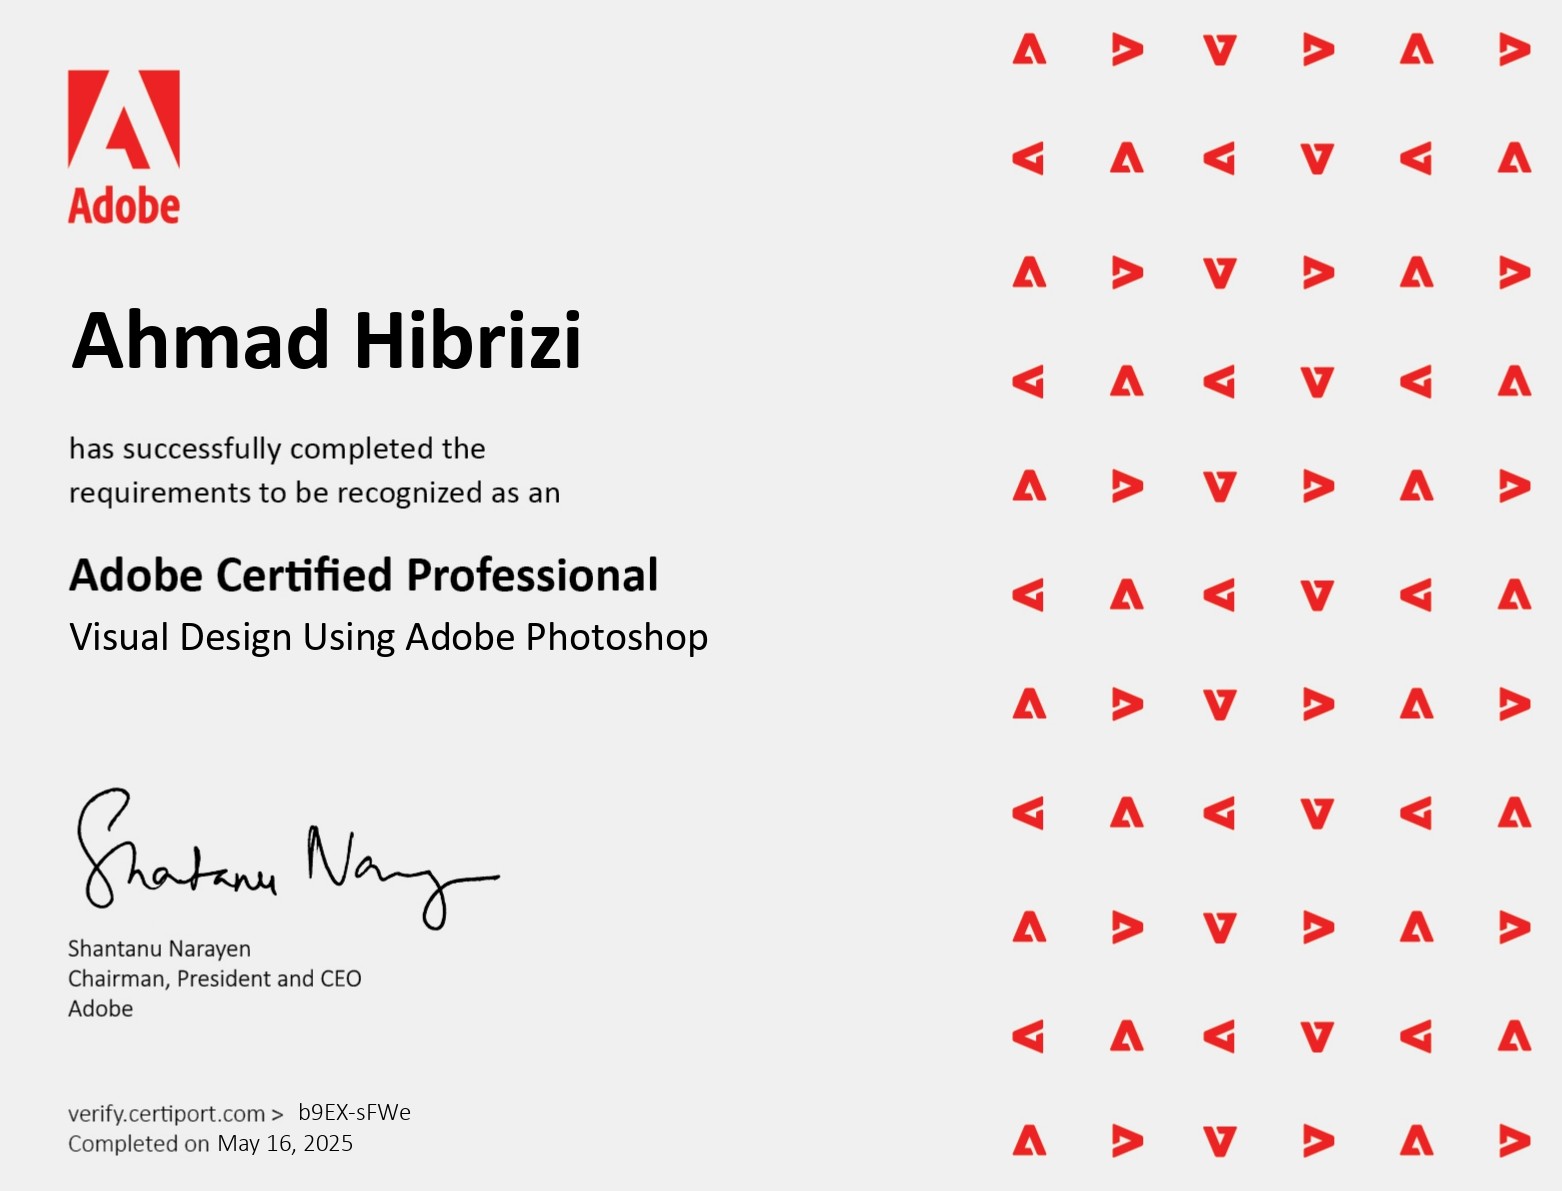 Adobe
Ahmad Hibrizi
has successfully completed the
requirements to be recognized as an
Adobe Certified Professional
Visual Design Using Adobe Photoshop
Shantanu Narayen
Shantanu Narayen
Chairman, President and CEO
Adobe
verify.certiport.com > b9EX-sFWe
Completed on May 16, 2025